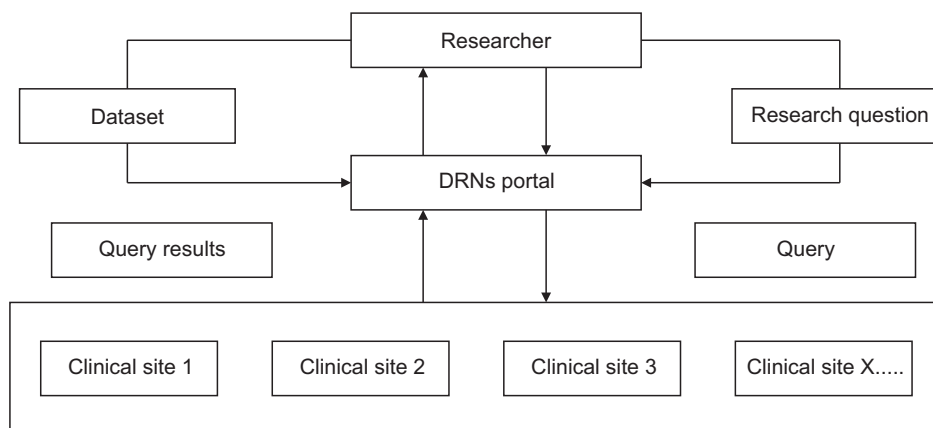 Researcher
Dataset
Research question
DRNs portal
Query results
Query
Clinical site 1
Clinical site 2
Clinical site 3
Clinical site X.....